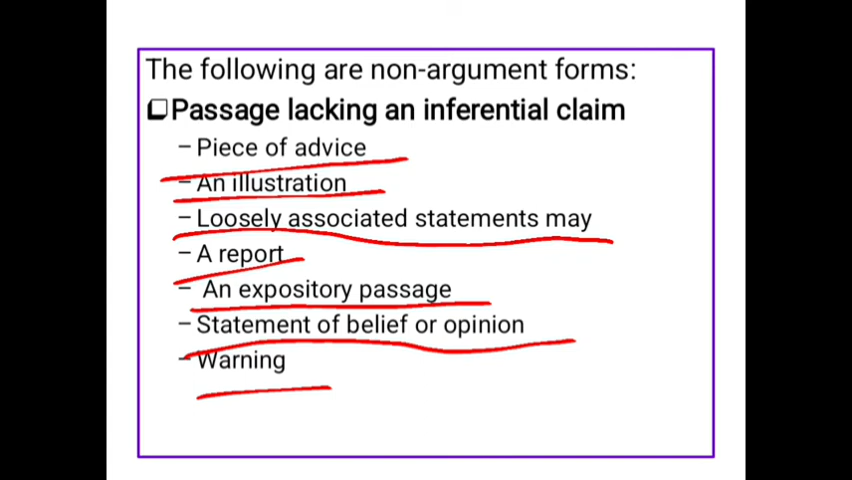 The following are non-argument forms:
❑Passage lacking an inferential claim
– Piece of advice
– An illustration
– Loosely associated statements may
– A report
– An expository passage
– Statement of belief or opinion
– Warning